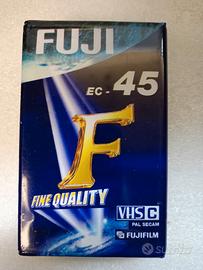 FUJI
EC-45
F
FINE QUALITY
VHS C
PAL SECAM
FUJIFILM